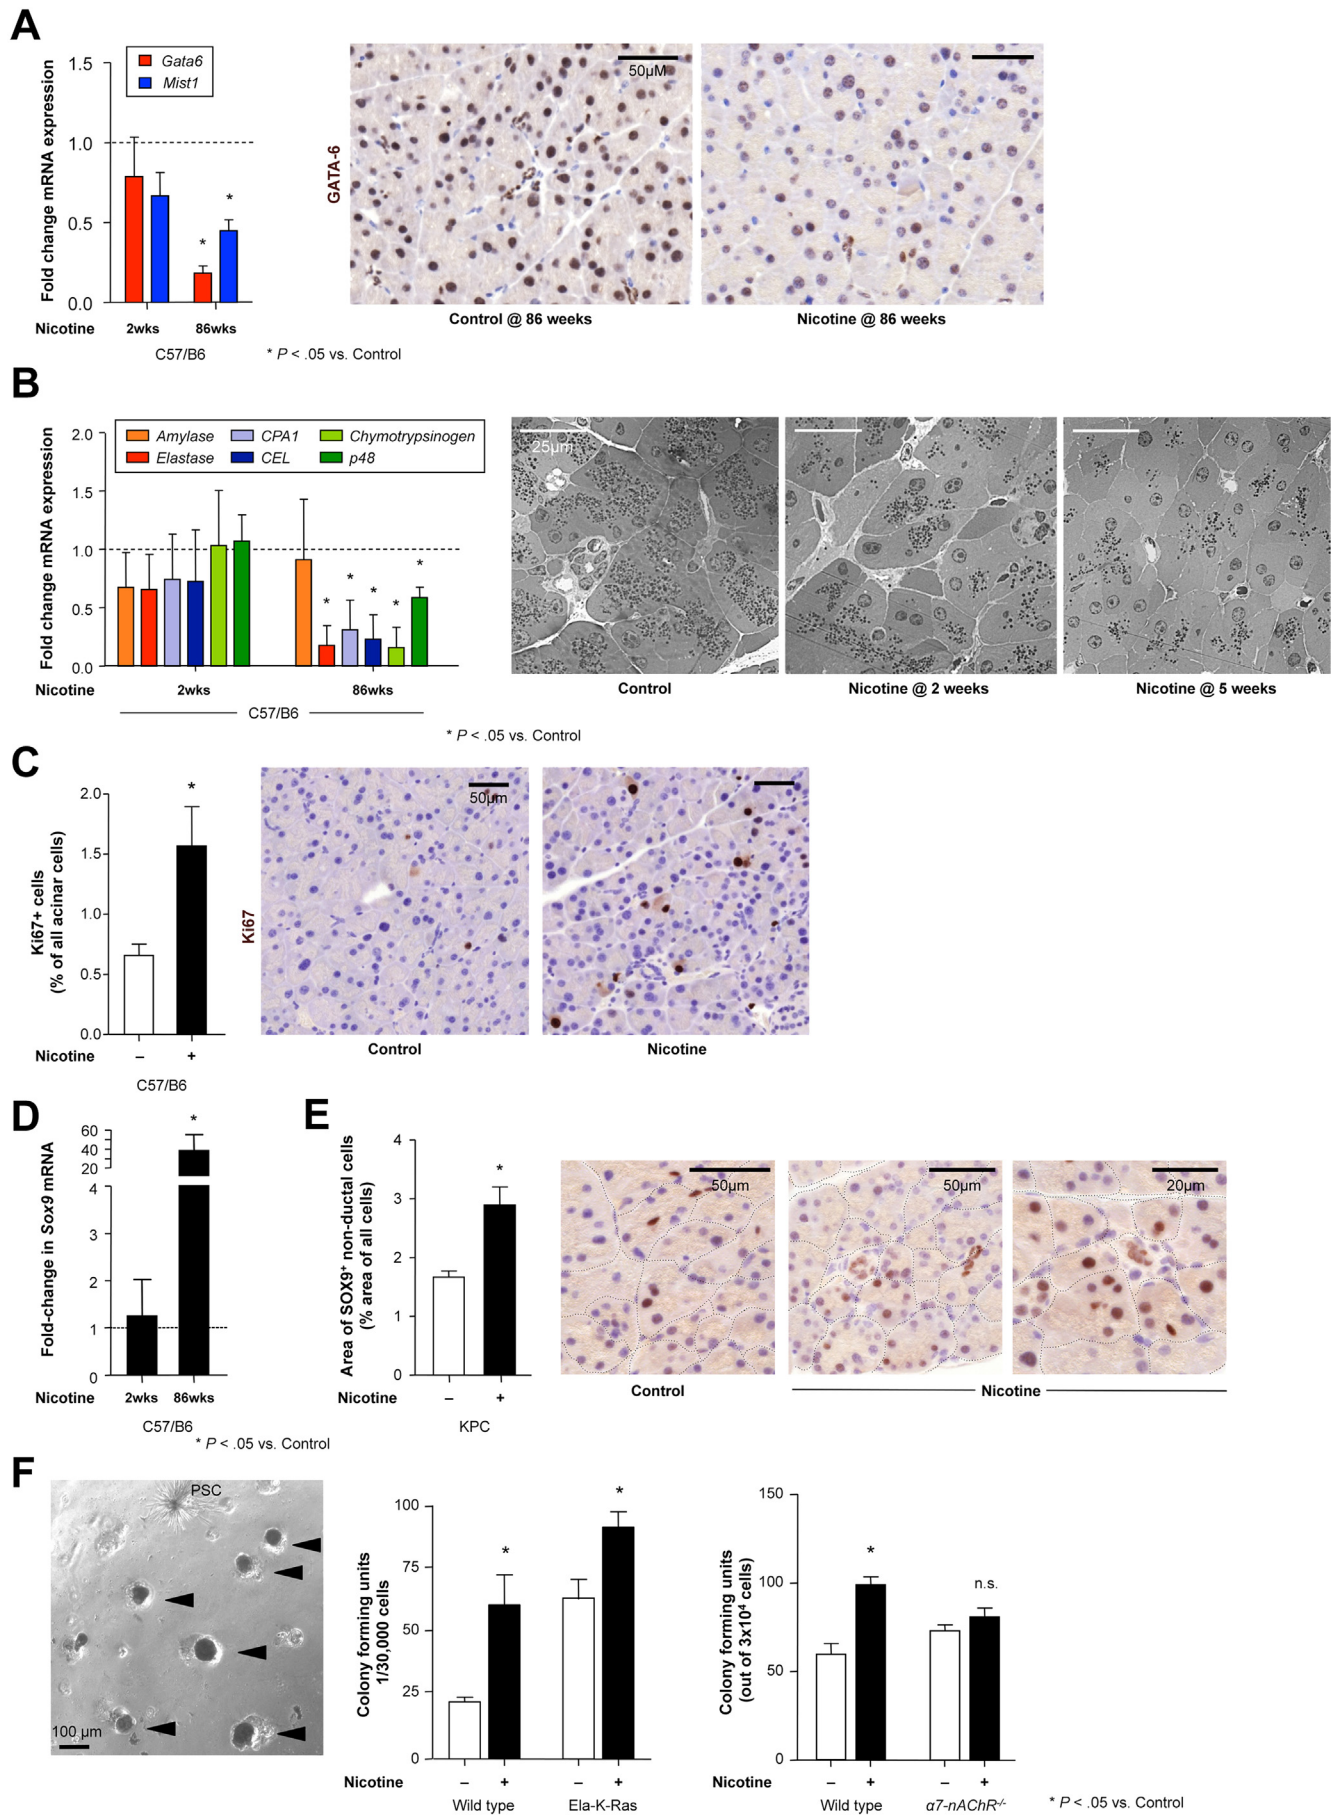 A
Fold change mRNA expression
1.5
1.0
0.5
0.0
Gata6
Mist1
*
*
Nicotine
2wks
86wks
C57/B6
* P < .05 vs. Control
GATA-6
50µM
Control @ 86 weeks
Nicotine @ 86 weeks
B
Fold change mRNA expression
2.0
1.5
1.0
0.5
0.0
Amylase CPA1 Chymotrypsinogen
Elastase CEL p48
* * * * *
Nicotine
2wks
86wks
C57/B6
* P < .05 vs. Control
25µm
Control
Nicotine @ 2 weeks
Nicotine @ 5 weeks
C
Ki67+ cells
(% of all acinar cells)
2.0
1.5
1.0
0.5
0.0
*
Nicotine – +
C57/B6
Ki67
50µm
Control
Nicotine
D
Fold-change in Sox9 mRNA
60
40
20
4
3
2
1
0
*
Nicotine 2wks 86wks
C57/B6
* P < .05 vs. Control
E
Area of SOX9+ non-ductal cells
(% area of all cells)
4
3
2
1
0
*
Nicotine – +
KPC
50µm
50µm
20µm
Control
Nicotine
F
PSC
100 µm
Colony forming units
1/30,000 cells
100
75
50
25
0
*
*
Nicotine – + – +
Wild type Ela-K-Ras
Colony forming units
(out of 3x10⁴ cells)
150
100
50
0
*
n.s.
Nicotine – + – +
Wild type α7-nAChR-/-
* P < .05 vs. Control